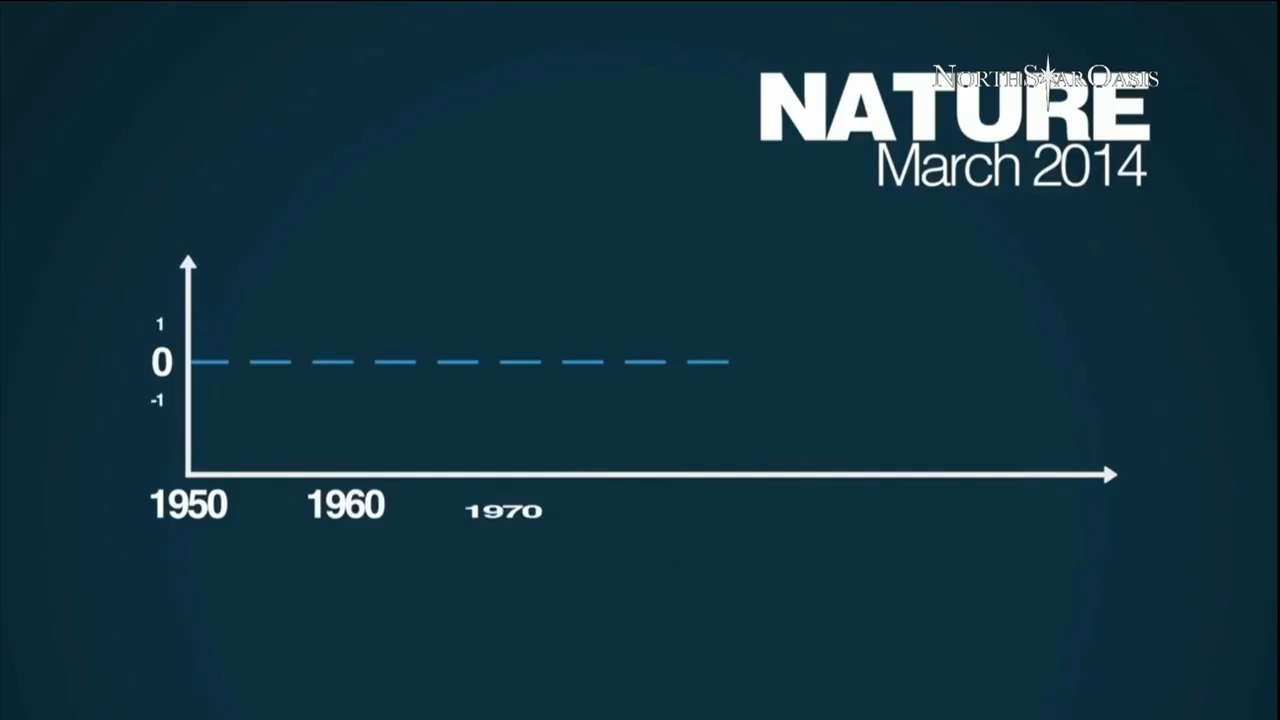 NORTHSTAROASIS
NATURE
March 2014
1
0
-1
1950 1960 1970